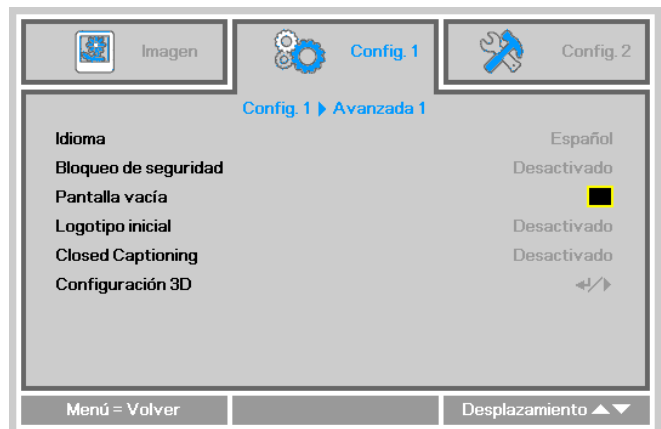 Imagen Config. 1 Config. 2
Config. 1 Avanzada 1
Idioma Español
Bloqueo de seguridad Desactivado
Pantalla vacía
Logotipo inicial Desactivado
Closed Captioning Desactivado
Configuración 3D
Menú = Volver Desplazamiento